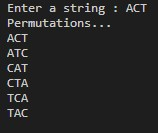 Enter a string : ACT
Permutations...
ACT
ATC
CAT
CTA
TCA
TAC